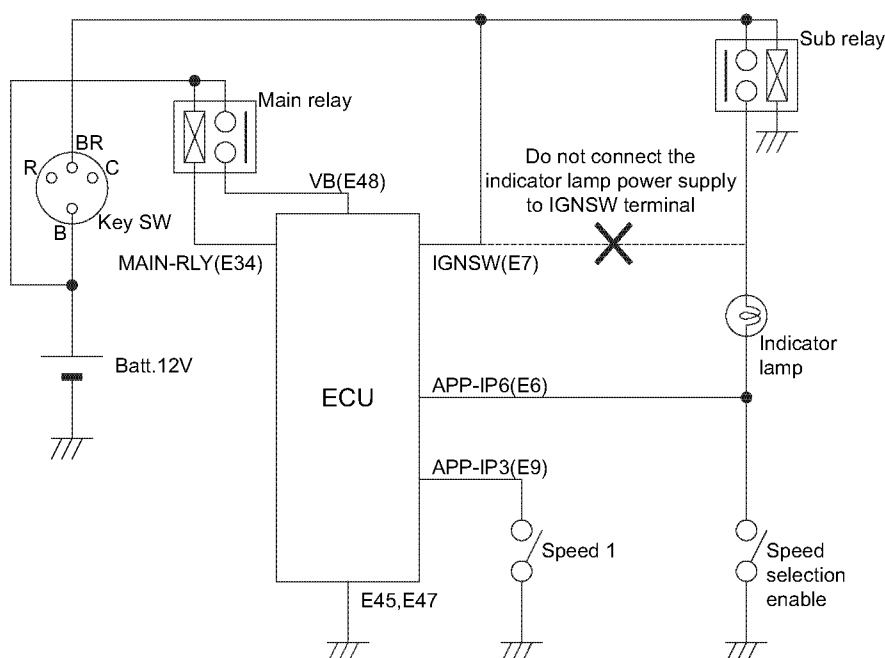 Sub relay
Main relay
BR
R
C
Key SW
B
VB(E48)
Do not connect the
indicator lamp power supply
to IGNSW terminal
MAIN-RLY(E34)
IGNSW(E7)
Batt.12V
Indicator
lamp
ECU
APP-IP6(E6)
APP-IP3(E9)
Speed 1
Speed
selection
enable
E45,E47